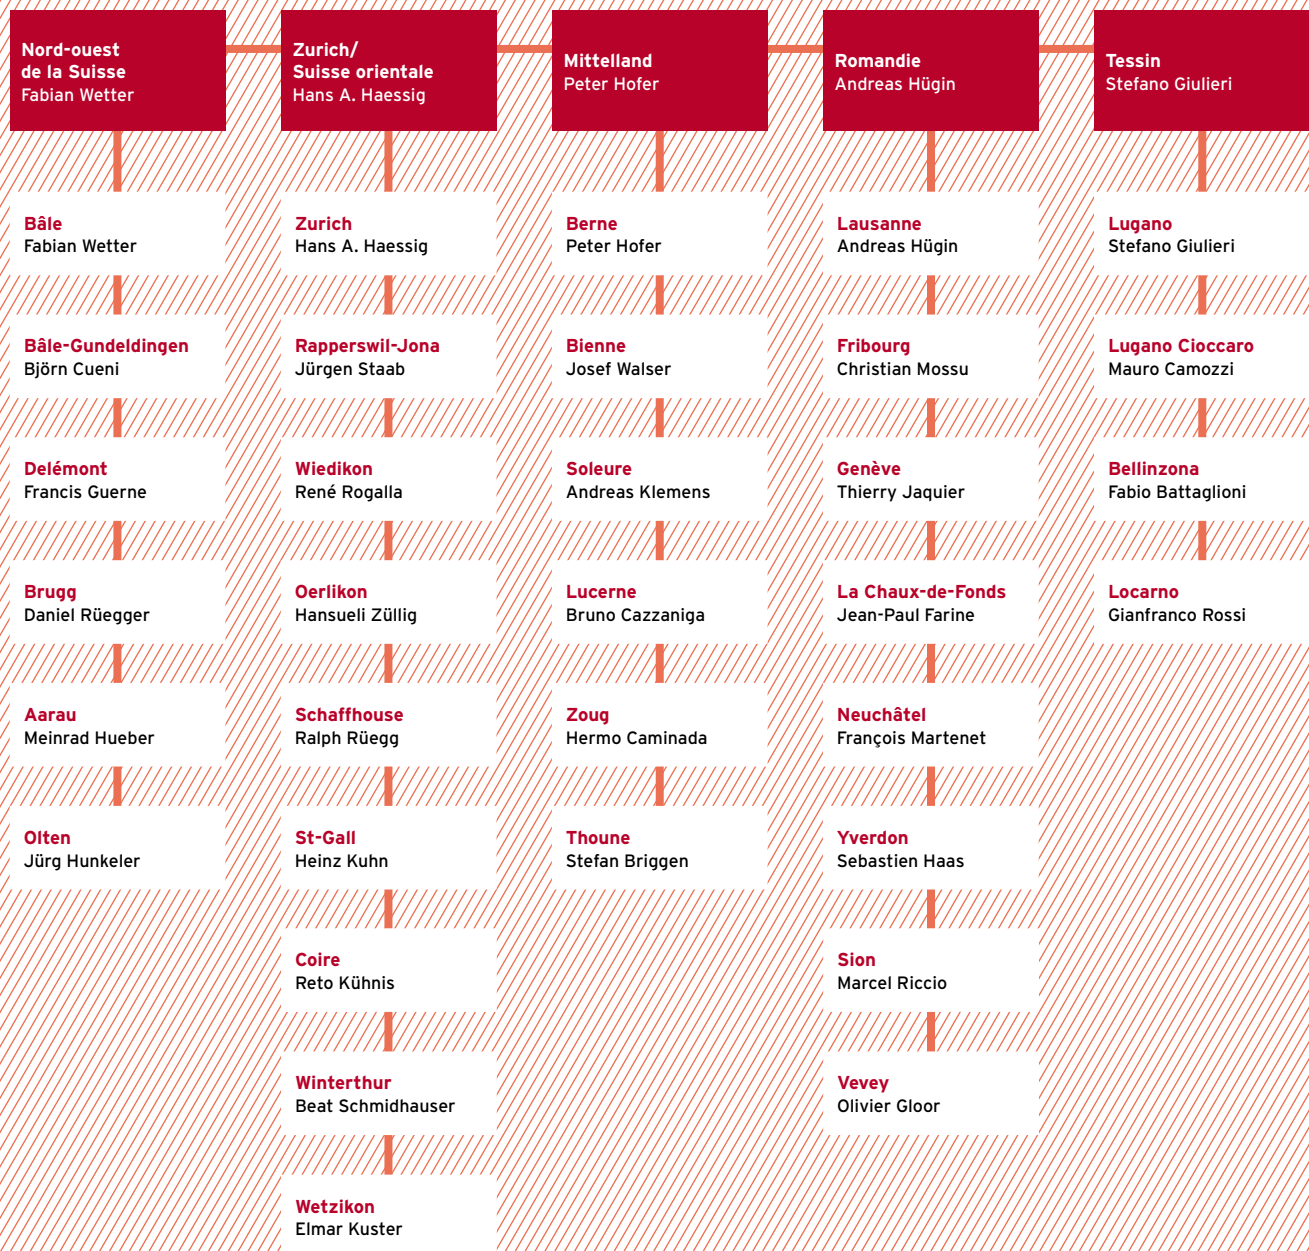 Nord-ouest
de la Suisse
Fabian Wetter
Bâle
Fabian Wetter
Bâle-Gundeldingen
Björn Cueni
Delémont
Francis Guerne
Brugg
Daniel Rüegger
Aarau
Meinrad Hueber
Olten
Jürg Hunkeler
Zurich/
Suisse orientale
Hans A. Haessig
Zurich
Hans A. Haessig
Rapperswil-Jona
Jürgen Staab
Wiedikon
René Rogalla
Oerlikon
Hansueli Züllig
Schaffhouse
Ralph Rüegg
St-Gall
Heinz Kuhn
Coire
Reto Kühnis
Winterthur
Beat Schmidhauser
Wetzikon
Elmar Kuster
Mittelland
Peter Hofer
Berne
Peter Hofer
Bienne
Josef Walser
Soleure
Andreas Klemens
Lucerne
Bruno Cazzaniga
Zoug
Hermo Caminada
Thoune
Stefan Briggen
Romandie
Andreas Hügin
Lausanne
Andreas Hügin
Fribourg
Christian Mossu
Genève
Thierry Jaquier
La Chaux-de-Fonds
Jean-Paul Farine
Neuchâtel
François Martenet
Yverdon
Sebastien Haas
Sion
Marcel Riccio
Vevey
Olivier Gloor
Tessin
Stefano Giulieri
Lugano
Stefano Giulieri
Lugano Cioccaro
Mauro Camozzi
Bellinzona
Fabio Battaglioni
Locarno
Gianfranco Rossi